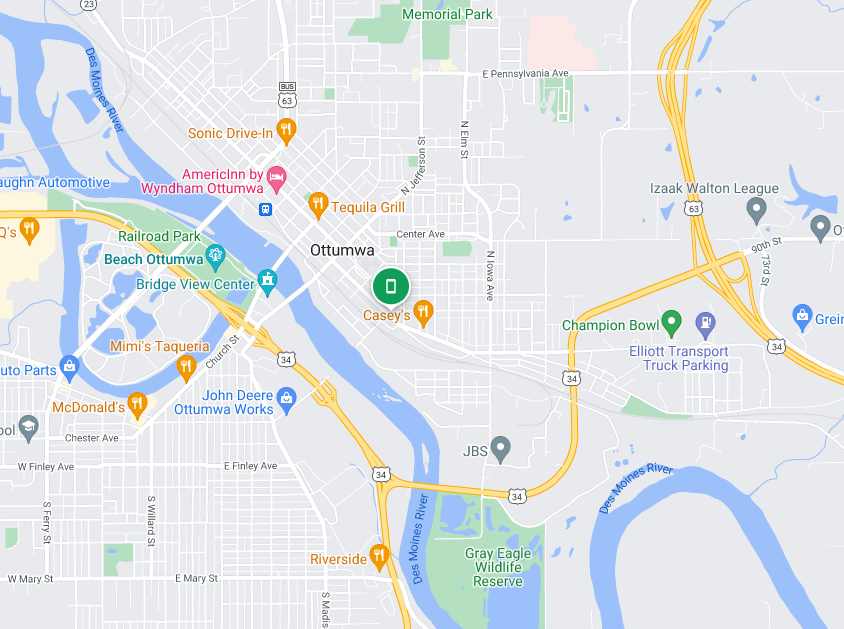 23
Memorial Park
Des Moines River
E Pennsylvania Ave
BUS
63
Sonic Drive-In
N Jefferson St
N Elm St
AmericInn by
Wyndham Ottumwa
aughn Automotive
Izaak Walton League
63
Tequila Grill
Q's
Railroad Park
Center Ave
90th St
Beach Ottumwa
Ottumwa
N Iowa Ave
73rd St
Bridge View Center
Casey's
Champion Bowl
Elliott Transport
Truck Parking
Grein
Mimi's Taqueria
Church St
34
34
34
uto Parts
John Deere
Ottumwa Works
McDonald's
ool
Chester Ave
JBS
W Finley Ave
E Finley Ave
34
34
Des Moines River
S Ferry St
S Willard St
Des Moines River
Riverside
Gray Eagle
Wildlife
Reserve
W Mary St
E Mary St
S Madis